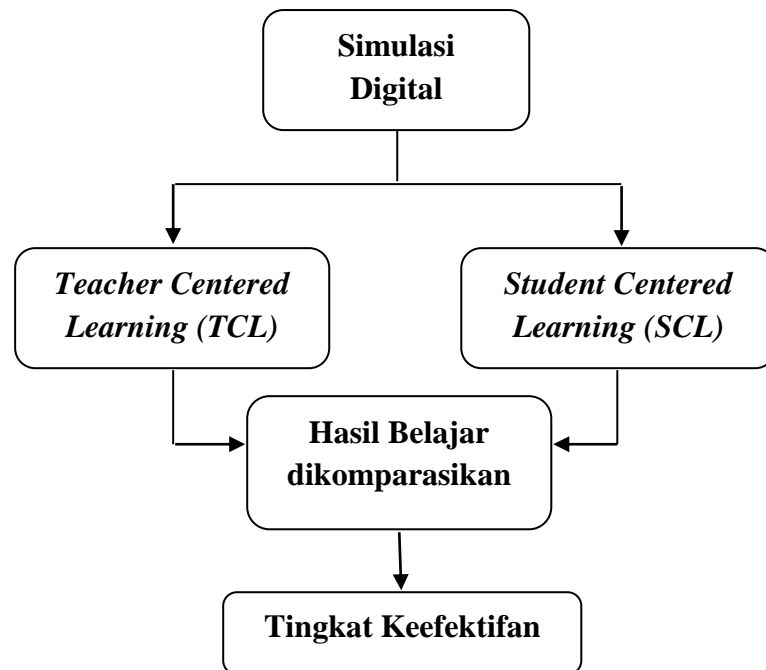 Simulasi
Digital
Teacher Centered
Learning (TCL)
Student Centered
Learning (SCL)
Hasil Belajar
dikomparasikan
Tingkat Keefektifan